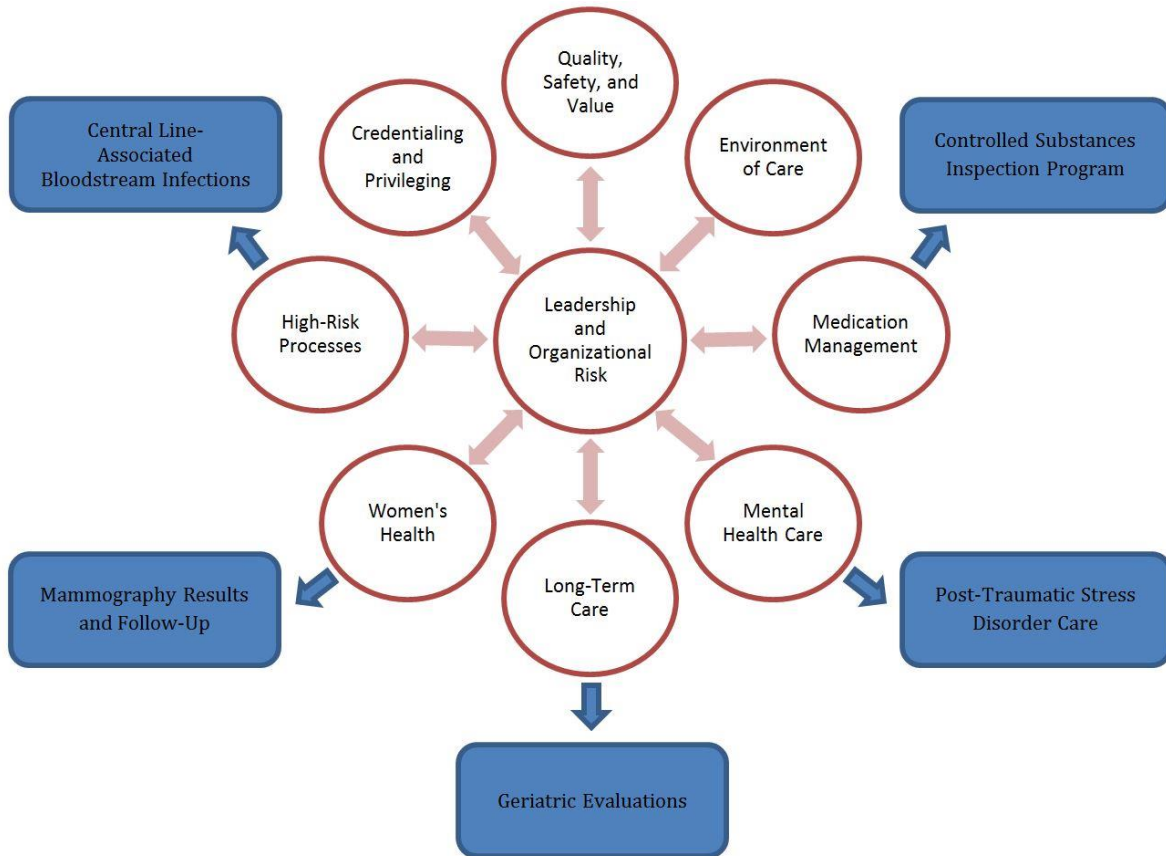 Quality,
Safety, and
Value
Credentialing
and
Privileging
Environment
of Care
Central Line-
Associated
Bloodstream Infections
Controlled Substances
Inspection Program
High-Risk
Processes
Leadership
and
Organizational
Risk
Medication
Management
Women's
Health
Mental
Health Care
Long-Term
Care
Mammography Results
and Follow-Up
Post-Traumatic Stress
Disorder Care
Geriatric Evaluations